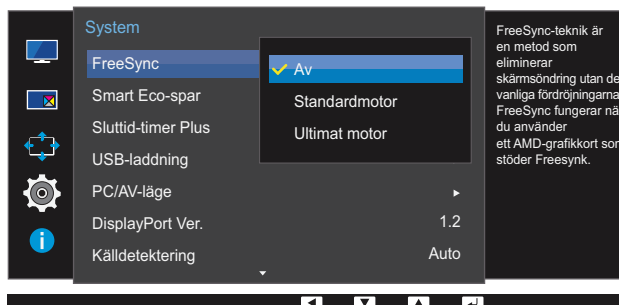 System
FreeSync
Av
Smart Eco-spar
Standardmotor
Sluttid-timer Plus
Ultimat motor
USB-laddning
PC/AV-läge
DisplayPort Ver. 1.2
Källdetektering Auto
FreeSync-teknik är
en metod som
eliminerar
skärmsöndring utan de
vanliga fördröjningarna
FreeSync fungerar nä
du använder
ett AMD-grafikkort som
stöder Freesynk.